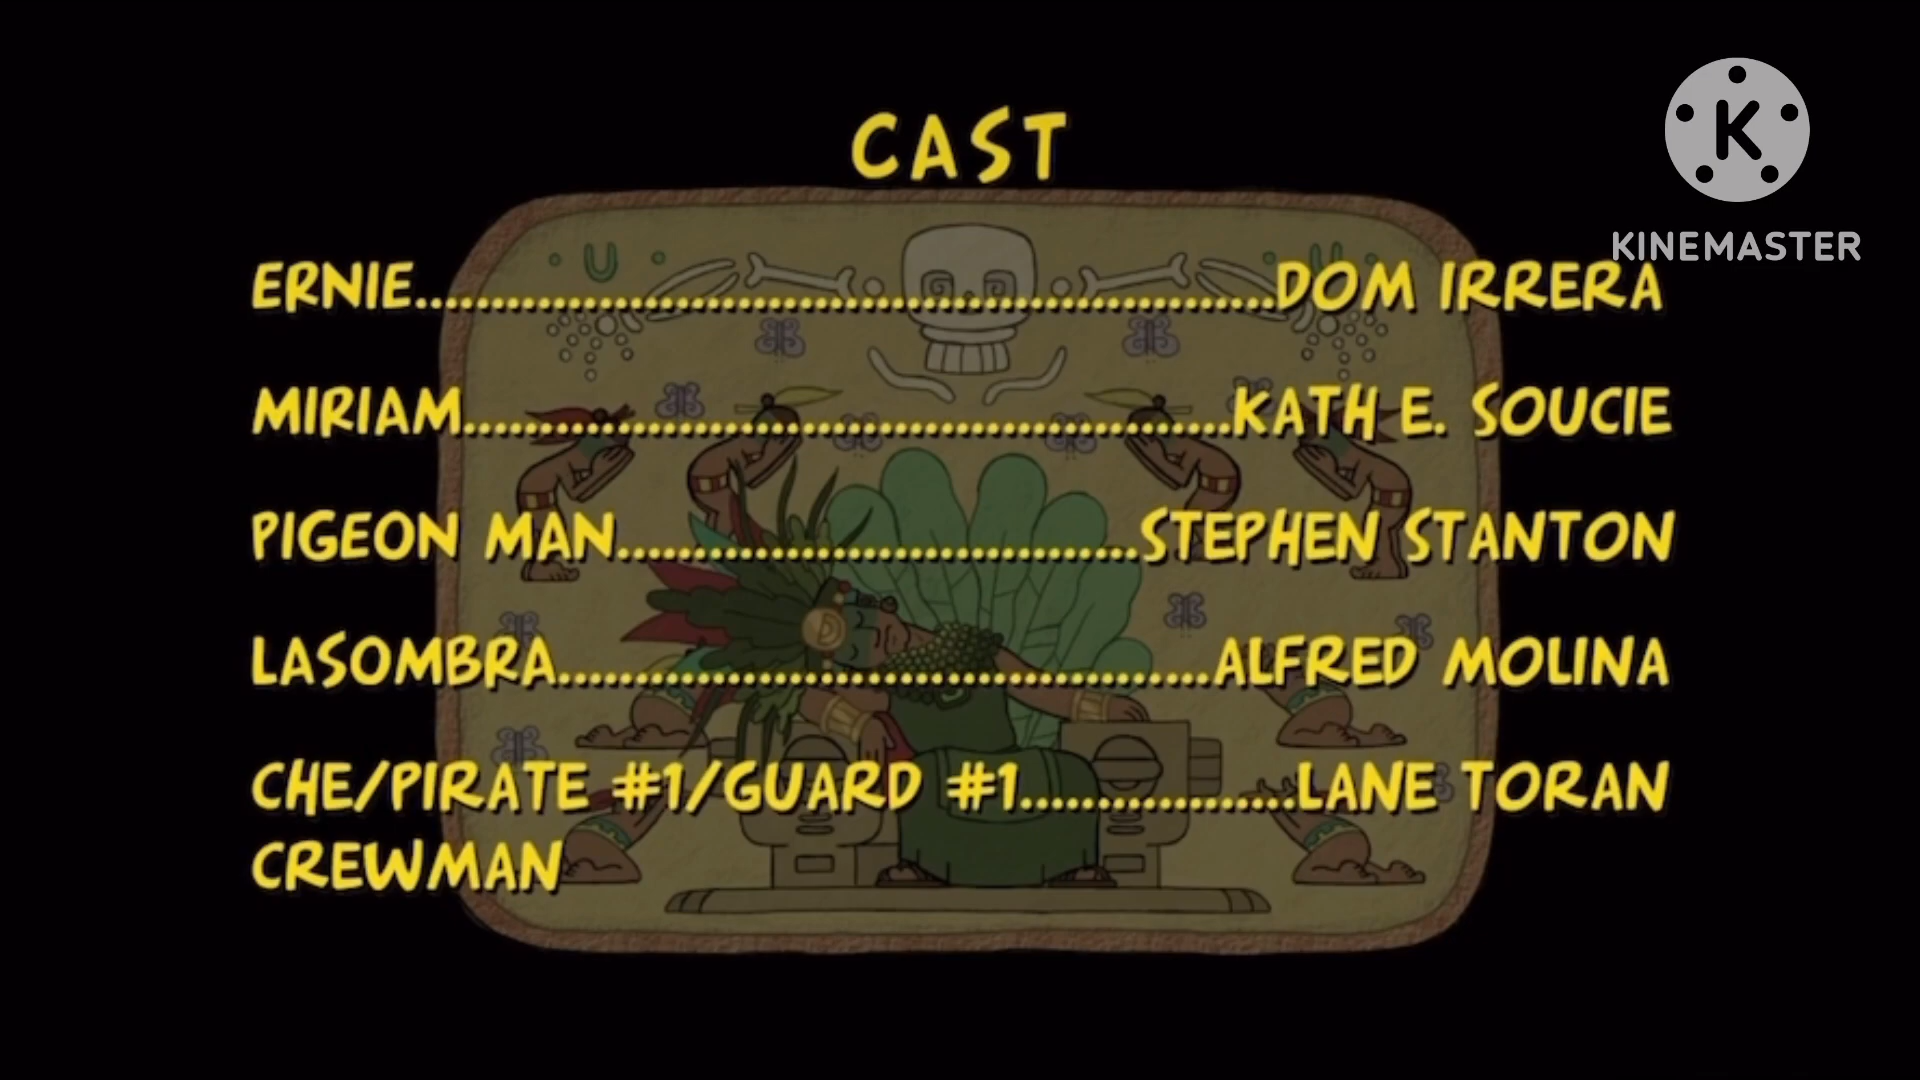 CAST
K
KINEMASTER
ERNIE........................................................DOM IRRERA
MIRIAM..................................................KATH E. SOUCIE
PIGEON MAN..................................STEPHEN STANTON
LASOMBRA..........................................ALFRED MOLINA
CHE/PIRATE #1/GUARD #1..................LANE TORAN
CREWMAN